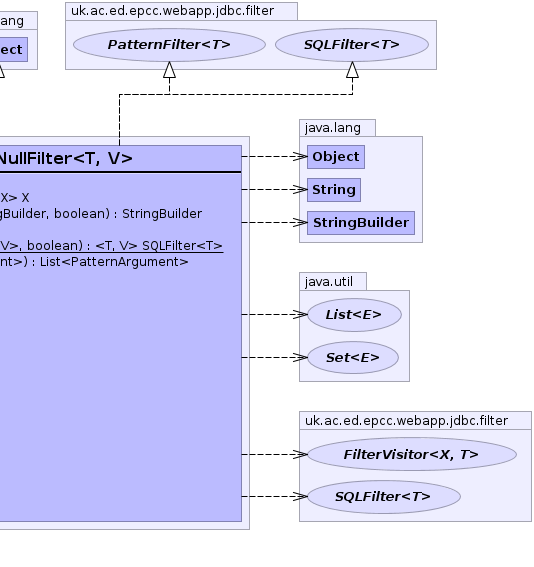 uk.ac.ed.epcc.webapp.jdbc.filter
ang
ect
PatternFilter<T>
SQLFilter<T>
java.lang
NullFilter<T, V>
Object
X> X
String
gBuilder, boolean) : StringBuilder
StringBuilder
V>, boolean) : <T, V> SQLFilter<T>
nt>) : List<PatternArgument>
java.util
List<E>
Set<E>
uk.ac.ed.epcc.webapp.jdbc.filter
FilterVisitor<X, T>
SQLFilter<T>